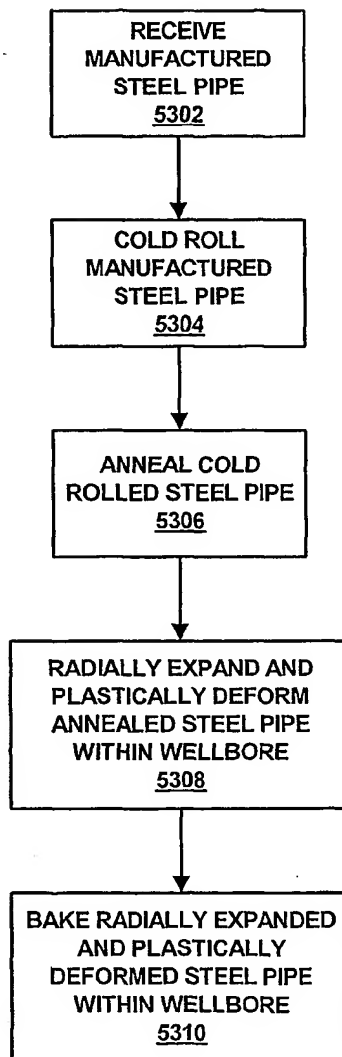 RECEIVE
MANUFACTURED
STEEL PIPE
5302
COLD ROLL
MANUFACTURED
STEEL PIPE
5304
ANNEAL COLD
ROLLED STEEL PIPE
5306
RADIALLY EXPAND AND
PLASTICALLY DEFORM
ANNEALED STEEL PIPE
WITHIN WELLBORE
5308
BAKE RADIALLY EXPANDED
AND PLASTICALLY
DEFORMED STEEL PIPE
WITHIN WELLBORE
5310